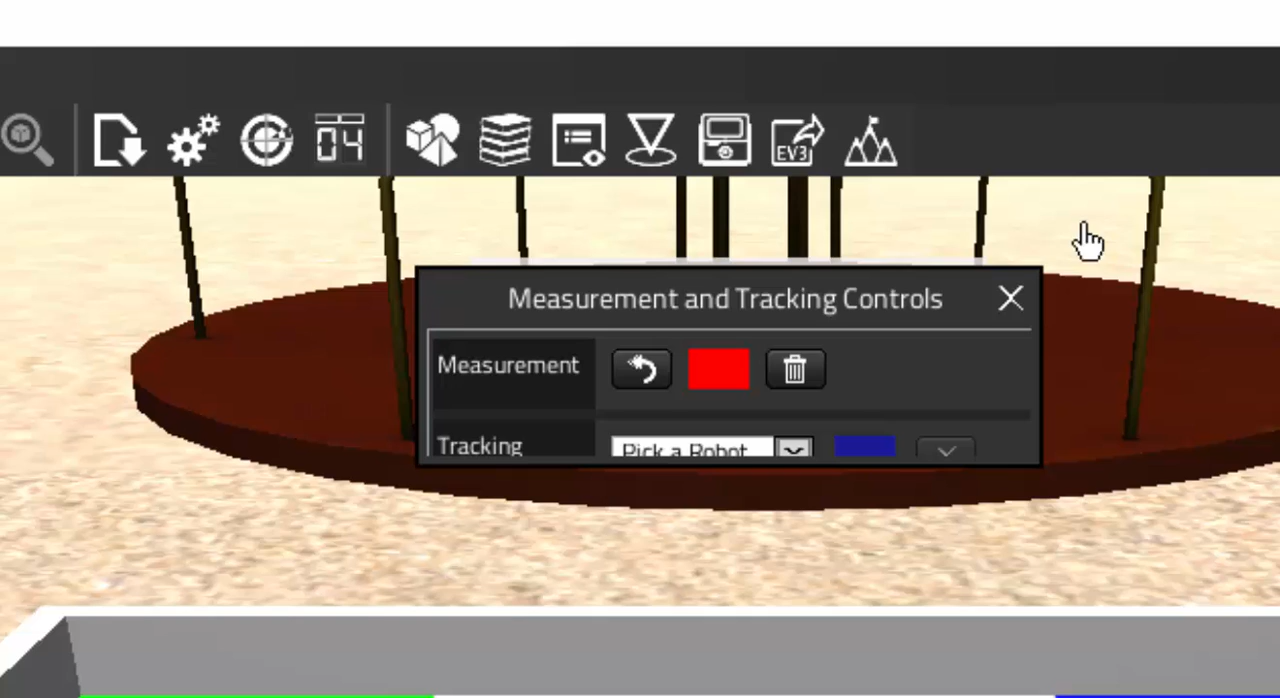 04
EV3
Measurement and Tracking Controls
Measurement
Tracking
Pick a Robot